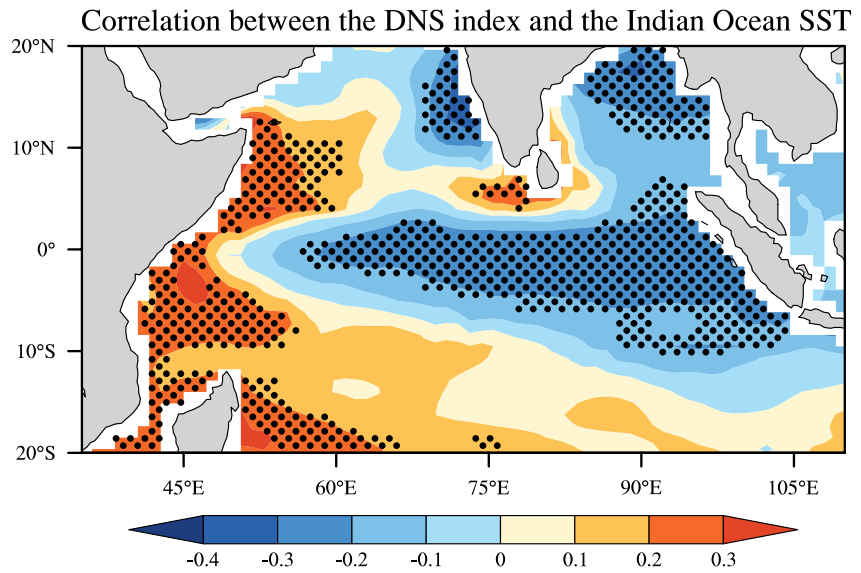 Correlation between the DNS index and the Indian Ocean SST
20°N
10°N
0°
10°S
20°S
45°E 60°E 75°E 90°E 105°E
-0.4 -0.3 -0.2 -0.1 0 0.1 0.2 0.3